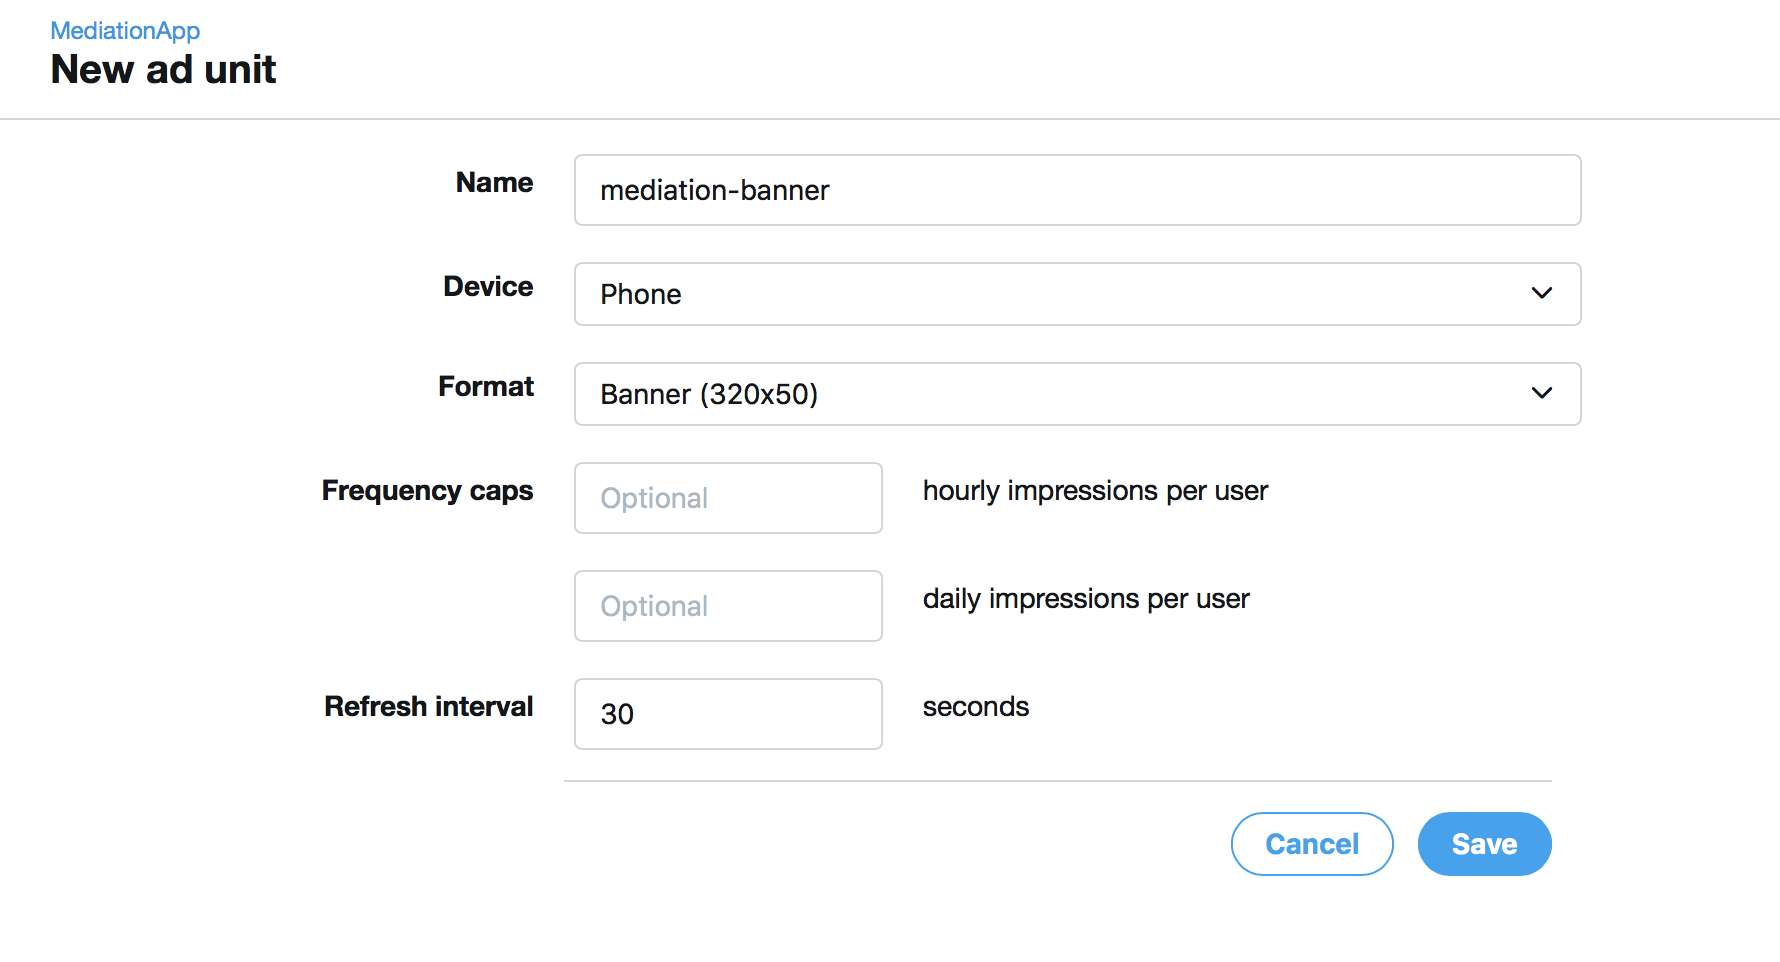 MediationApp
New ad unit
Name
mediation-banner
Device
Phone
Format
Banner (320x50)
Frequency caps
Optional
hourly impressions per user
Optional
daily impressions per user
Refresh interval
30
seconds
Cancel
Save